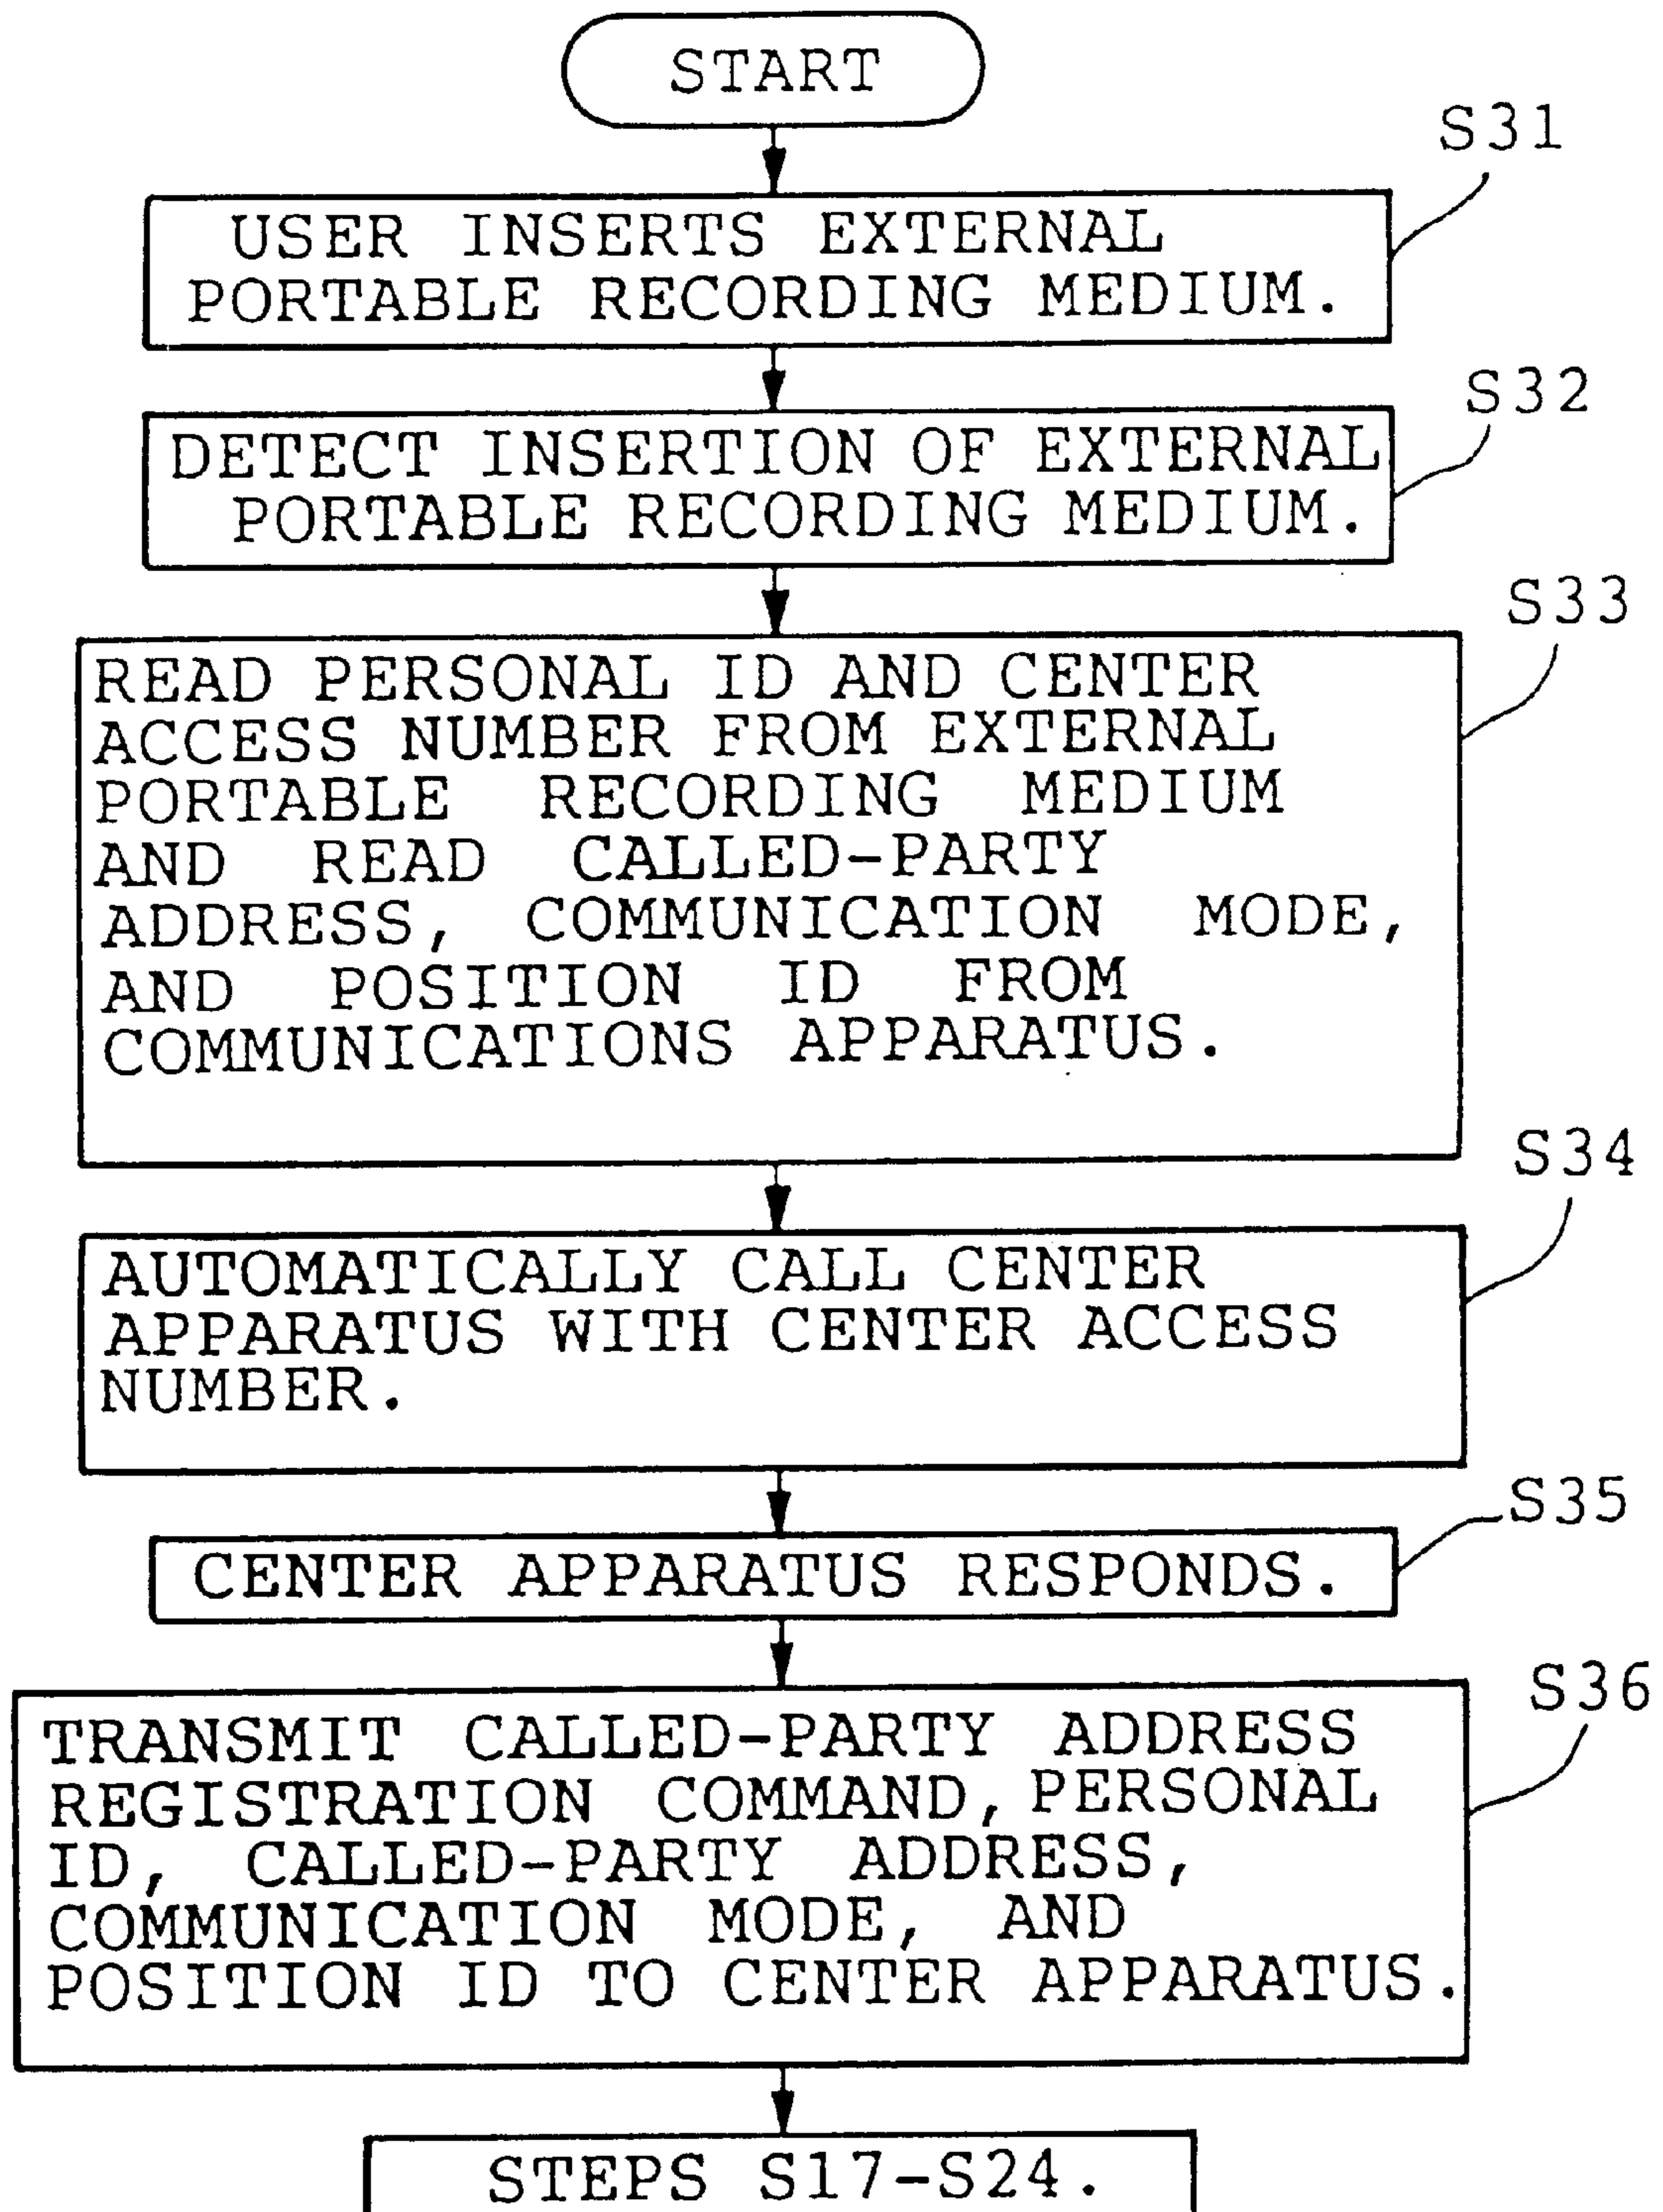 START
S31
USER INSERTS EXTERNAL
PORTABLE RECORDING MEDIUM.
S32
DETECT INSERTION OF EXTERNAL
PORTABLE RECORDING MEDIUM.
S33
READ PERSONAL ID AND CENTER
ACCESS NUMBER FROM EXTERNAL
PORTABLE RECORDING MEDIUM
AND READ CALLED-PARTY
ADDRESS, COMMUNICATION MODE,
AND POSITION ID FROM
COMMUNICATIONS APPARATUS.
S34
AUTOMATICALLY CALL CENTER
APPARATUS WITH CENTER ACCESS
NUMBER.
S35
CENTER APPARATUS RESPONDS.
S36
TRANSMIT CALLED-PARTY ADDRESS
REGISTRATION COMMAND, PERSONAL
ID, CALLED-PARTY ADDRESS,
COMMUNICATION MODE, AND
POSITION ID TO CENTER APPARATUS.
STEPS S17-S24.